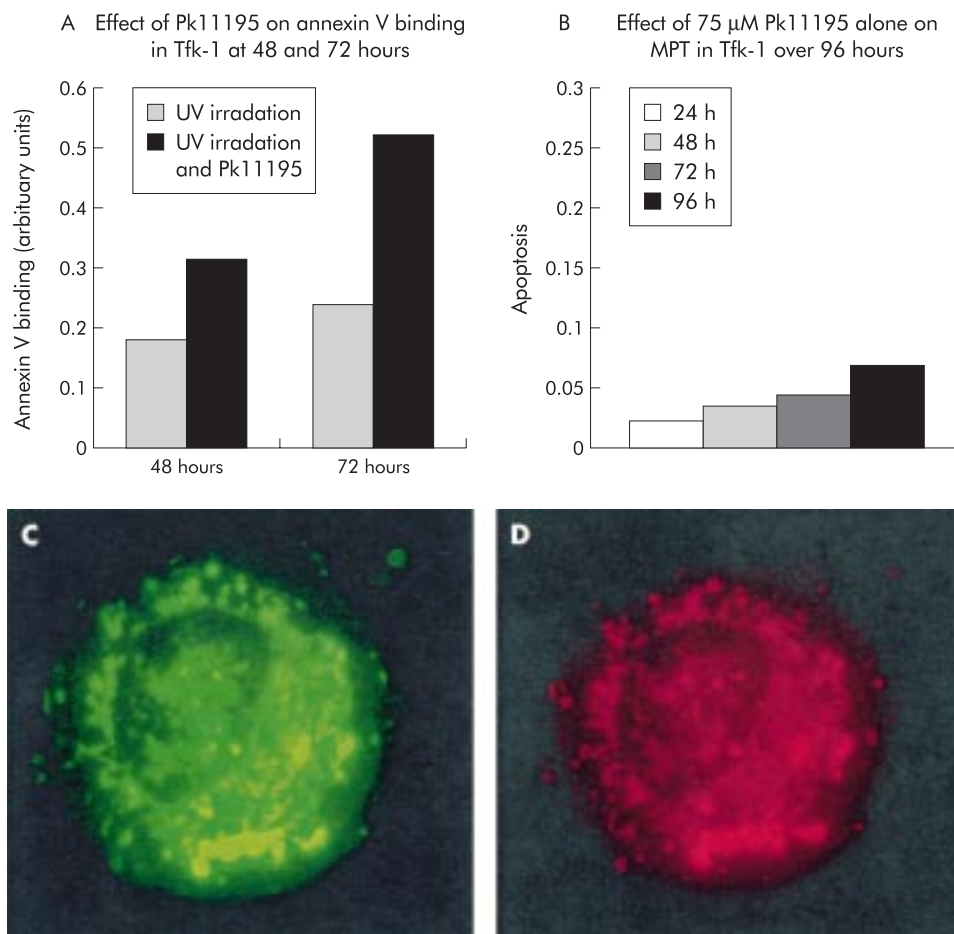 A Effect of Pk11195 on annexin V binding
in Tfk-1 at 48 and 72 hours
Annexin V binding (arbituary units)
0.6
0.5
0.4
0.3
0.2
0.1
0
UV irradiation
UV irradiation
and Pk11195
48 hours
72 hours
B Effect of 75 µM Pk11195 alone on
MPT in Tfk-1 over 96 hours
Apoptosis
0.3
0.25
0.2
0.15
0.1
0.05
0
24 h
48 h
72 h
96 h
C
D